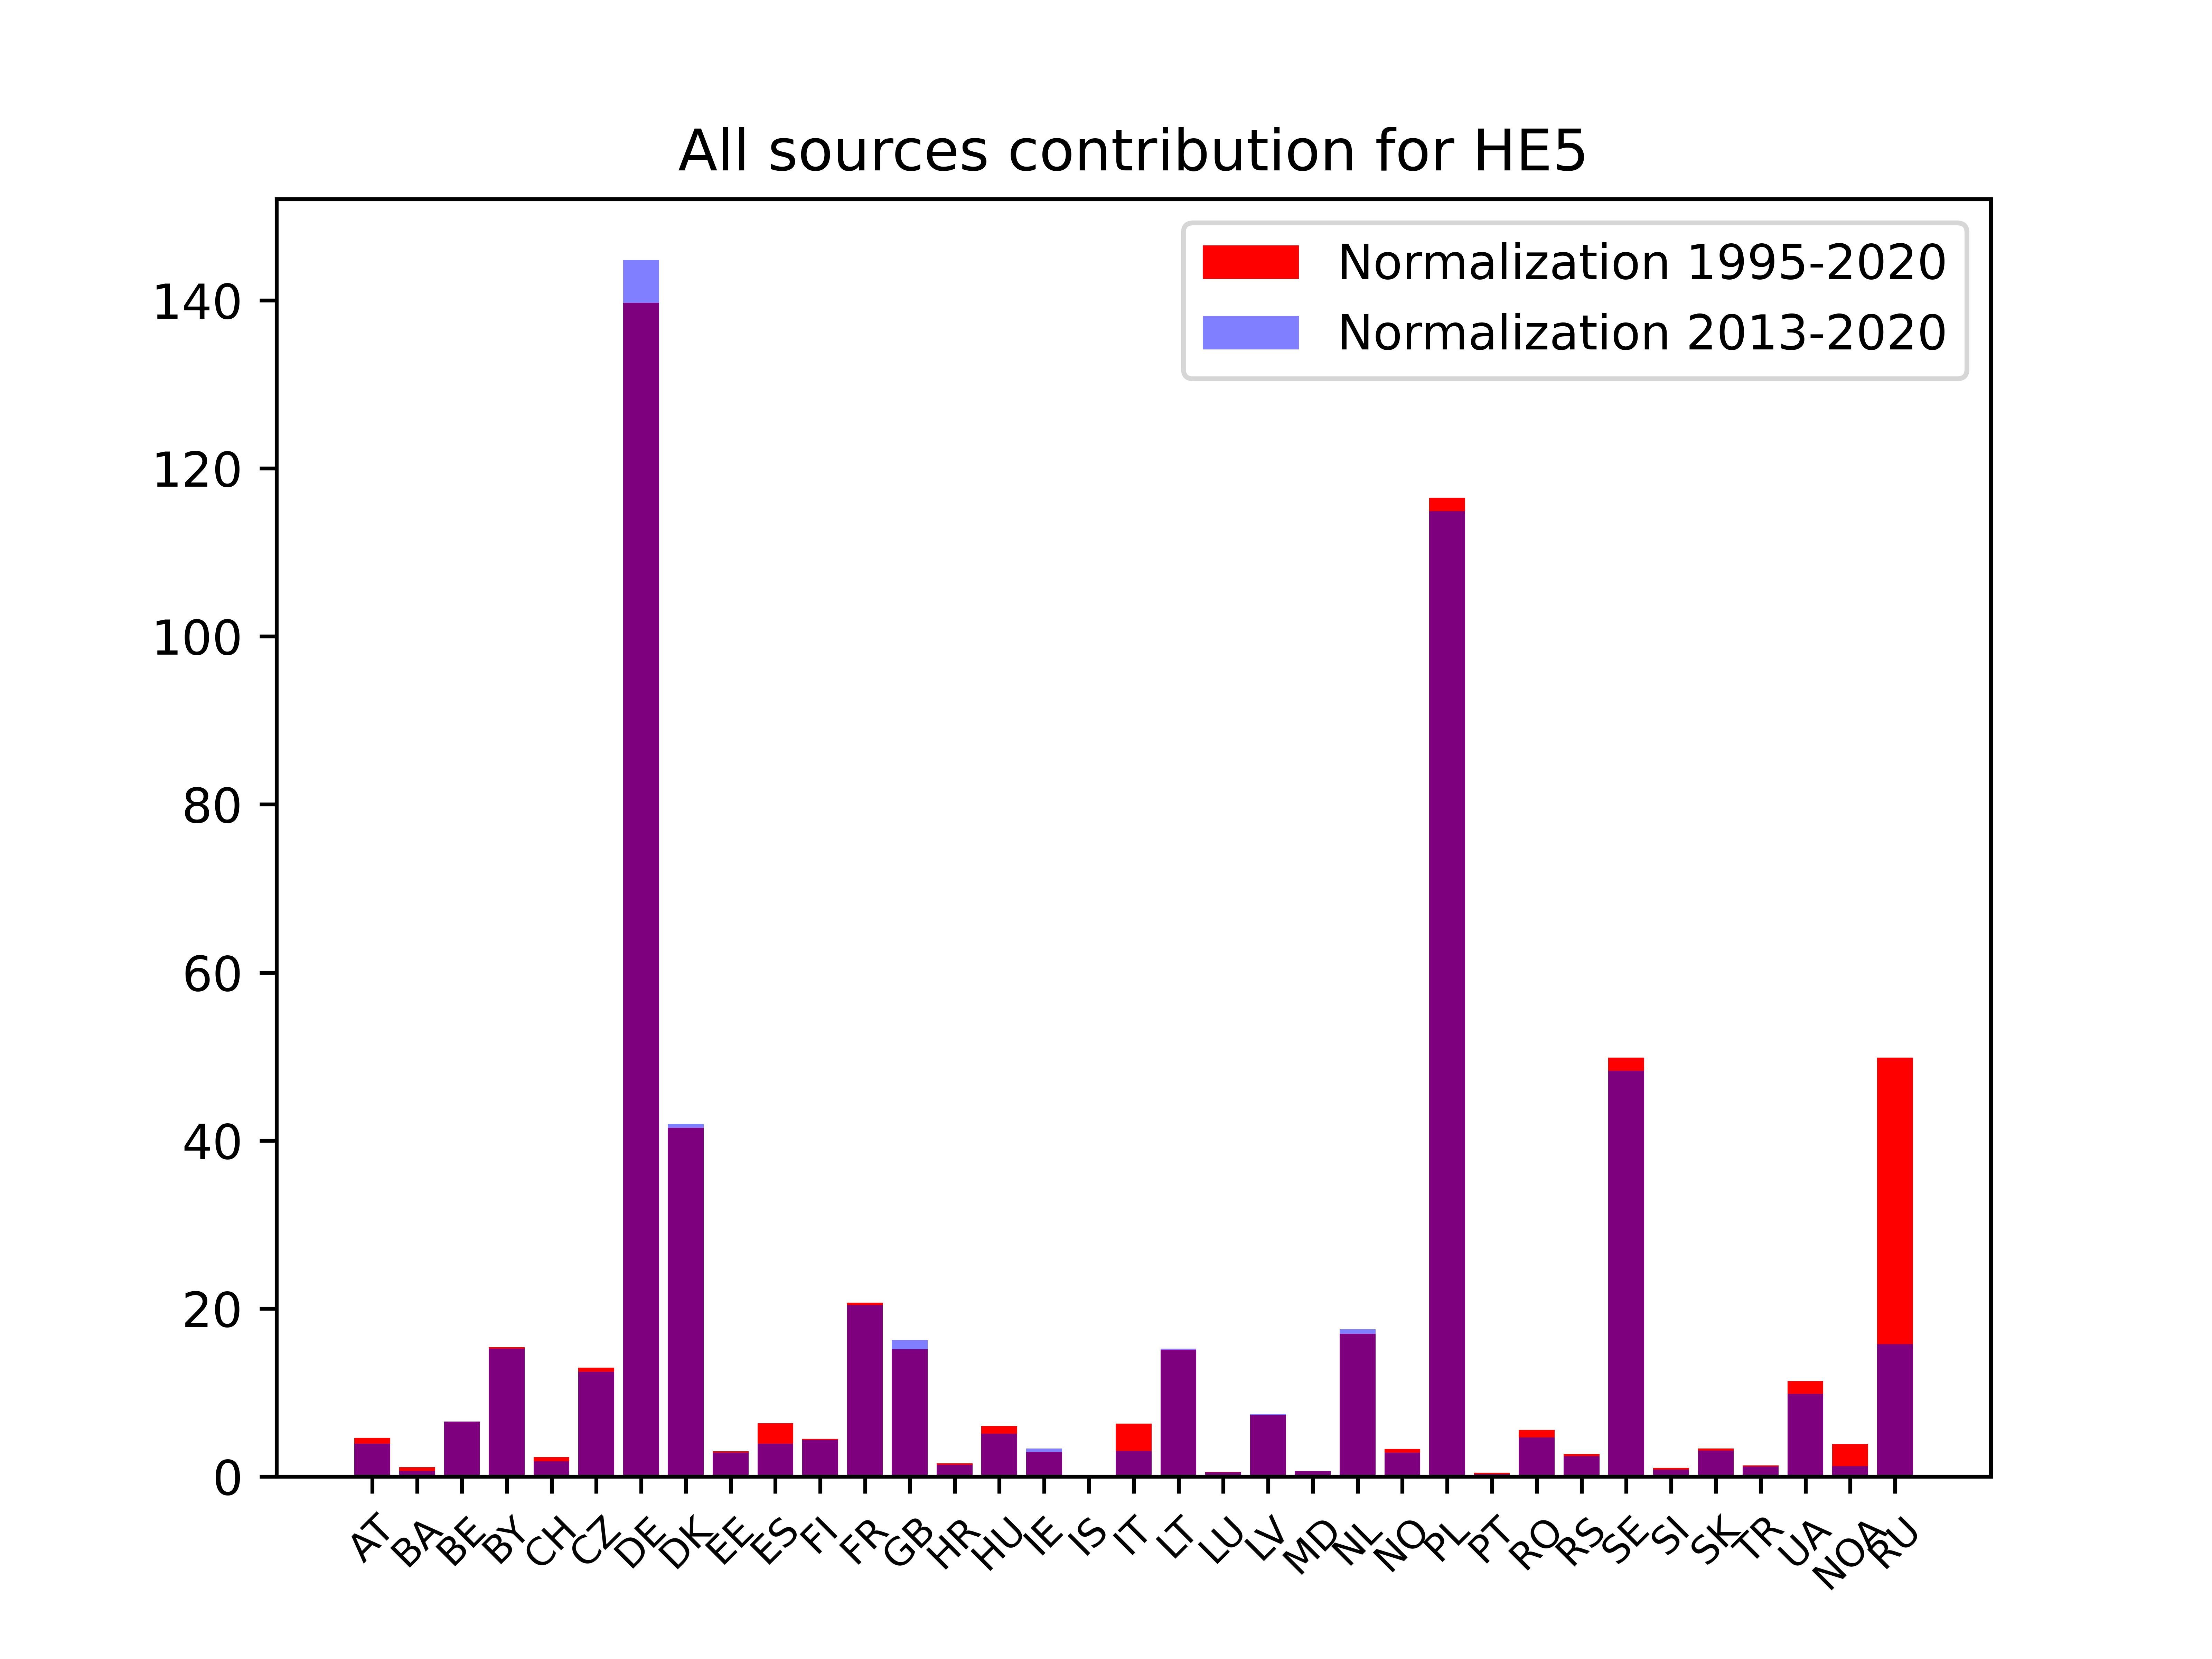 All sources contribution for HE5
Normalization 1995-2020
Normalization 2013-2020
140
120
100
80
60
40
20
0
AT BA BE BY CH CZ DE DK EE ES FI FR GB HR HU IE IS IT LT LU LV MD NL NO PL PT RO RS SE SI SK TR UA NOA RU